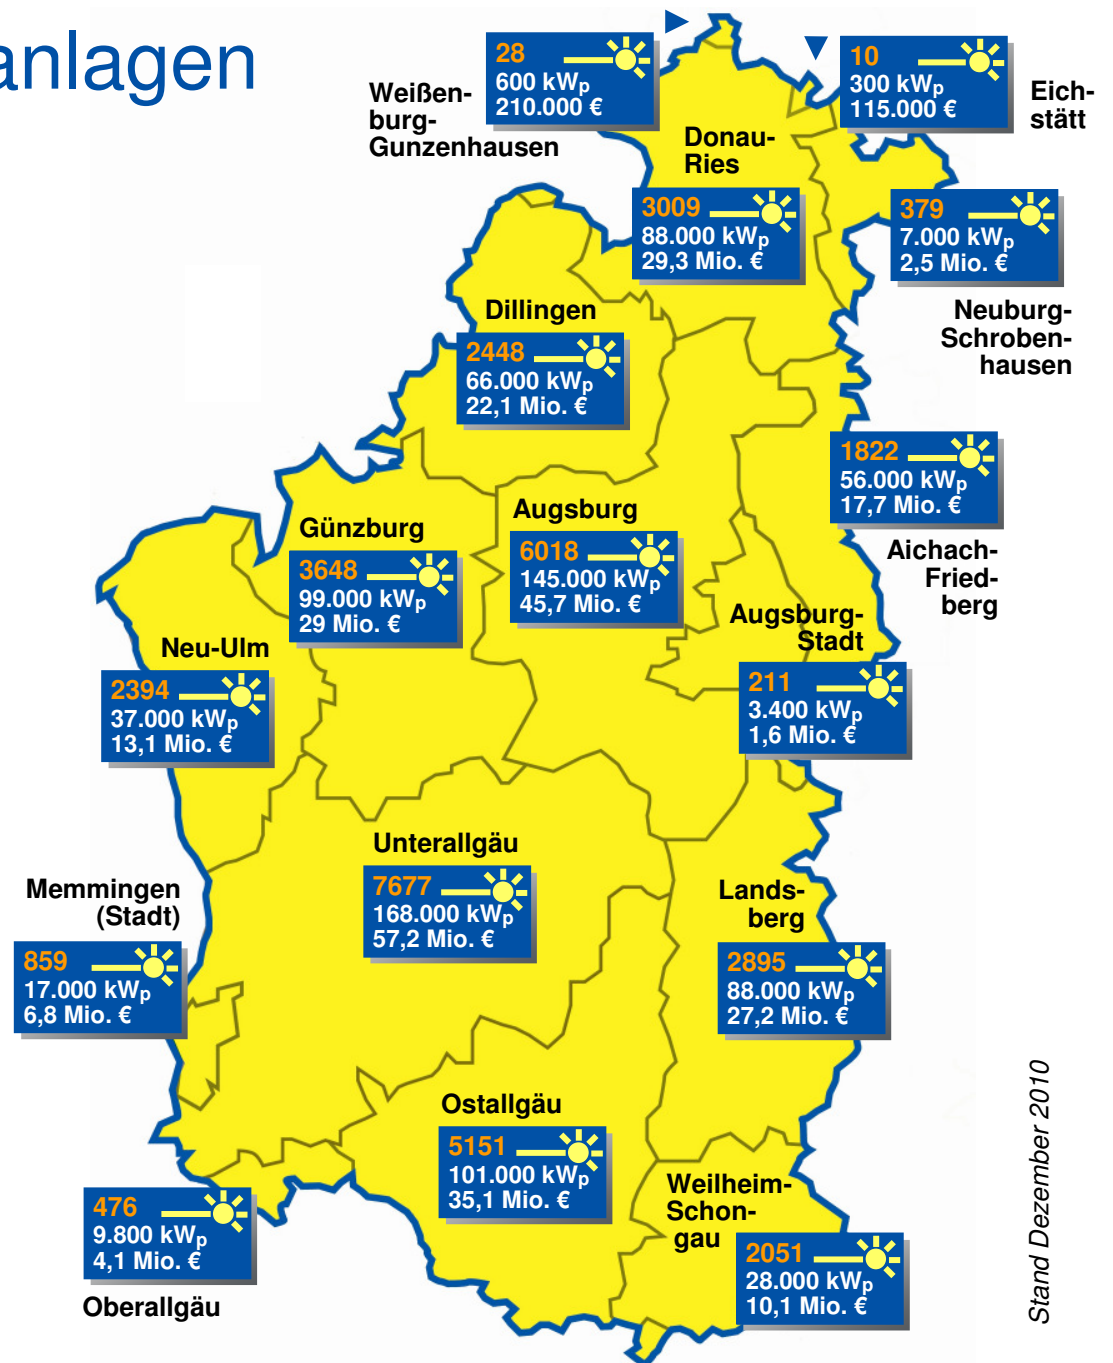 anlagen
28
600 kWp
210.000 €
Weißen-
burg-
Gunzenhausen
10
300 kWp
115.000 €
Eich-
stätt
Donau-
Ries
3009
88.000 kWp
29,3 Mio. €
379
7.000 kWp
2,5 Mio. €
Neuburg-
Schroben-
hausen
Dillingen
2448
66.000 kWp
22,1 Mio. €
1822
56.000 kWp
17,7 Mio. €
Aichach-
Fried-
berg
Günzburg
3648
99.000 kWp
29 Mio. €
Augsburg
6018
145.000 kWp
45,7 Mio. €
Augsburg-
Stadt
211
3.400 kWp
1,6 Mio. €
Neu-Ulm
2394
37.000 kWp
13,1 Mio. €
Unterallgäu
7677
168.000 kWp
57,2 Mio. €
Memmingen
(Stadt)
859
17.000 kWp
6,8 Mio. €
Lands-
berg
2895
88.000 kWp
27,2 Mio. €
Ostallgäu
5151
101.000 kWp
35,1 Mio. €
Weilheim-
Schon-
gau
2051
28.000 kWp
10,1 Mio. €
476
9.800 kWp
4,1 Mio. €
Oberallgäu
Stand Dezember 2010